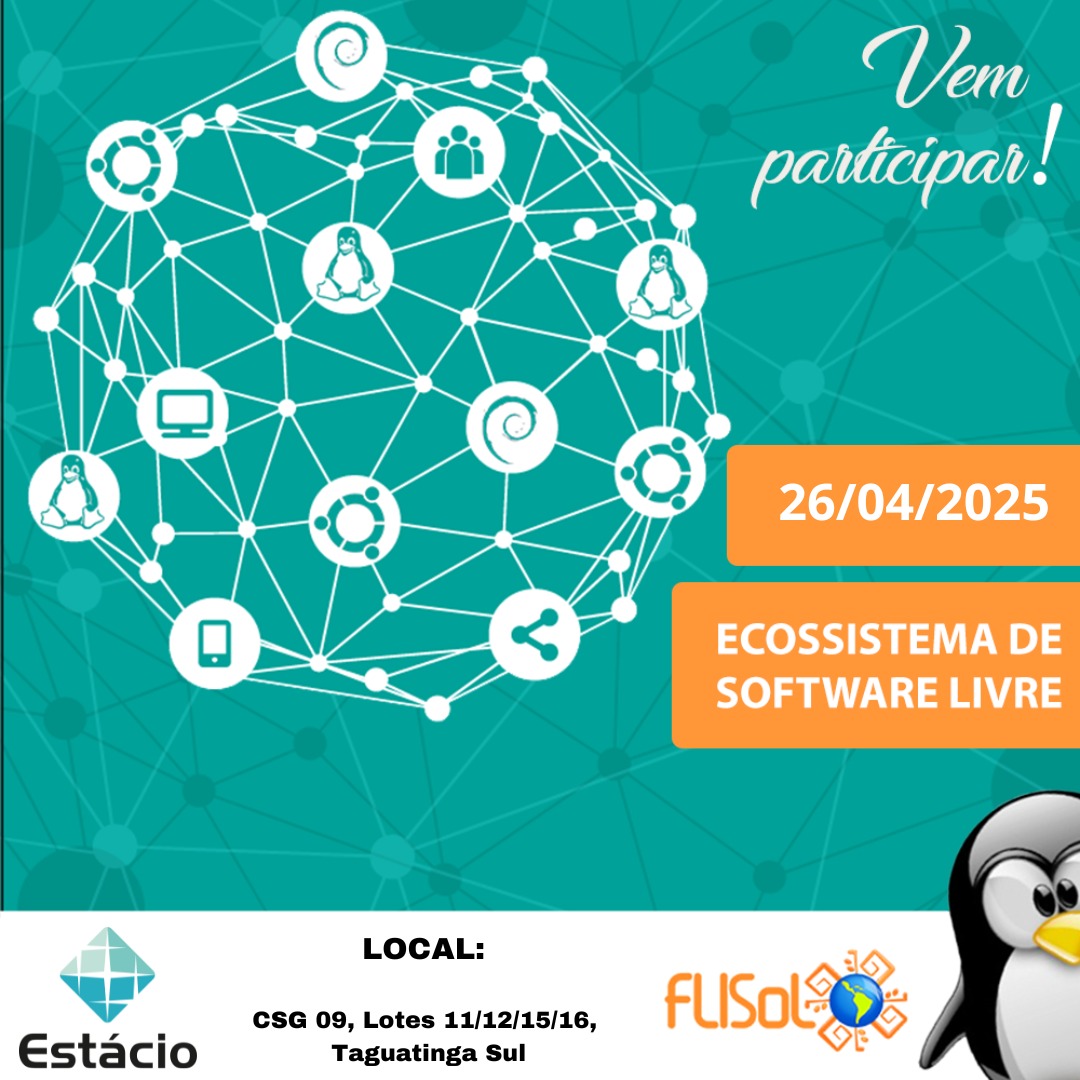 Vem
participar!
26/04/2025
ECOSSISTEMA DE
SOFTWARE LIVRE
LOCAL:
CSG 09, Lotes 11/12/15/16,
Taguatinga Sul
Estácio
FLISol